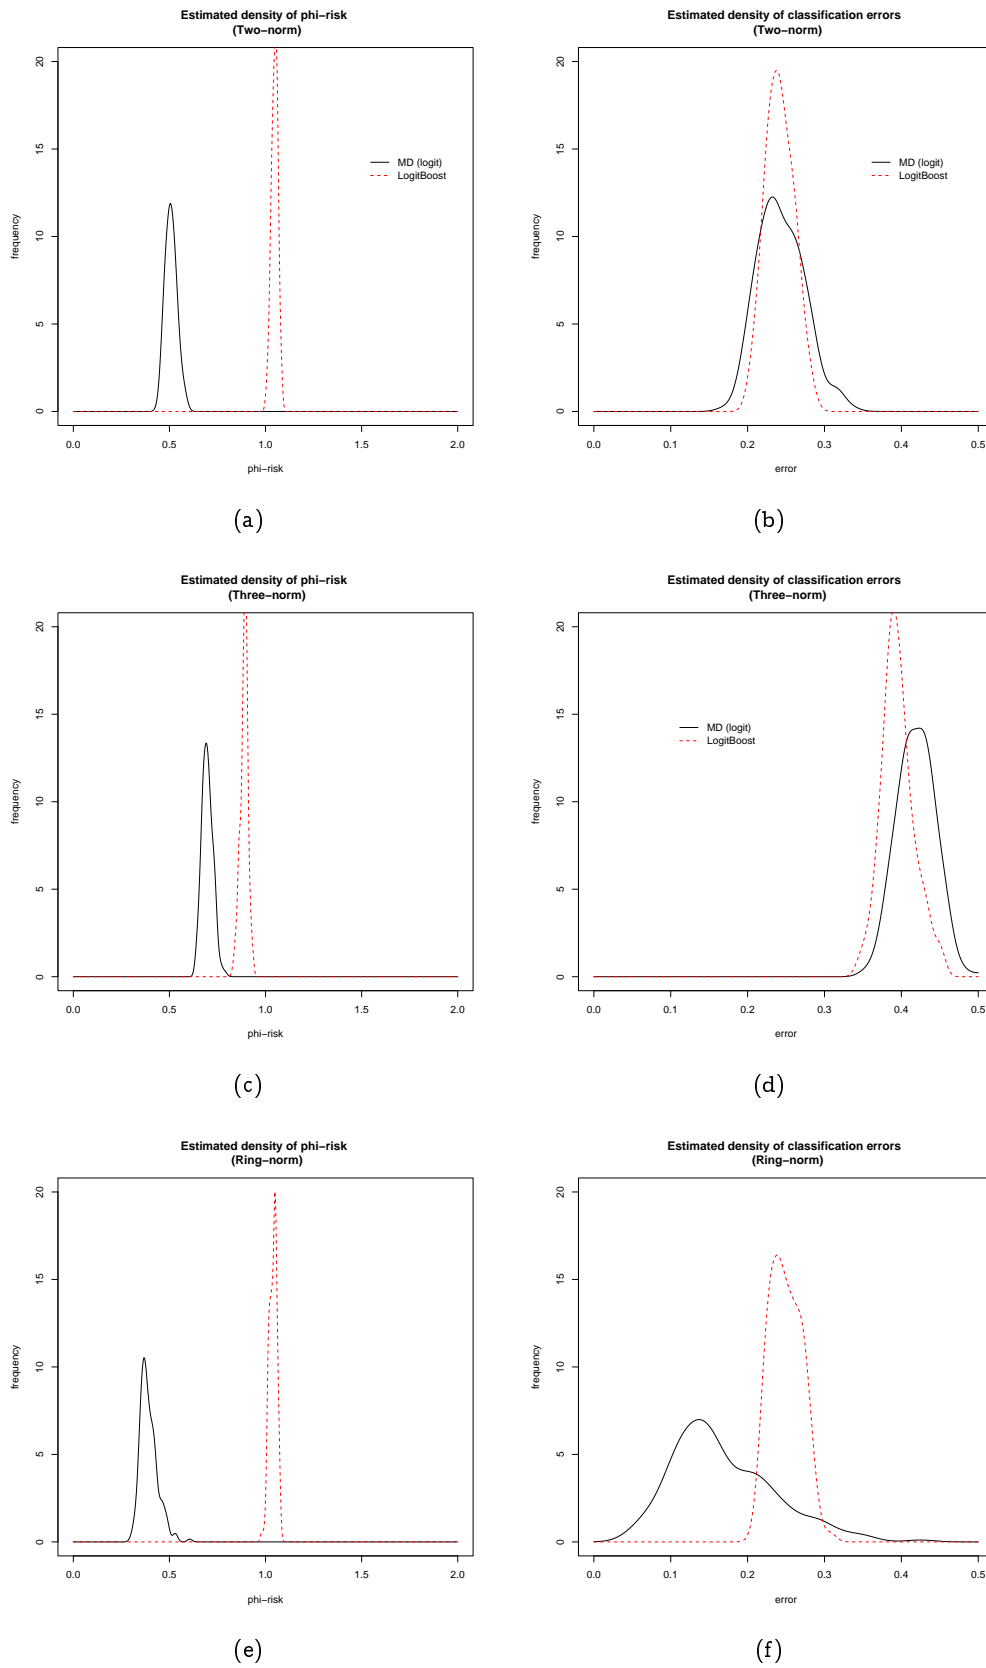 Estimated density of phi−risk
(Two−norm)
frequency
0
5
10
15
20
MD (logit)
LogitBoost
0.0
0.5
1.0
1.5
2.0
phi−risk
(a)
Estimated density of classification errors
(Two−norm)
frequency
0
5
10
15
20
MD (logit)
LogitBoost
0.0
0.1
0.2
0.3
0.4
0.5
error
(b)
Estimated density of phi−risk
(Three−norm)
frequency
0
5
10
15
20
0.0
0.5
1.0
1.5
2.0
phi−risk
(c)
Estimated density of classification errors
(Three−norm)
frequency
0
5
10
15
20
MD (logit)
LogitBoost
0.0
0.1
0.2
0.3
0.4
0.5
error
(d)
Estimated density of phi−risk
(Ring−norm)
frequency
0
5
10
15
20
0.0
0.5
1.0
1.5
2.0
phi−risk
(e)
Estimated density of classification errors
(Ring−norm)
frequency
0
5
10
15
20
0.0
0.1
0.2
0.3
0.4
0.5
error
(f)